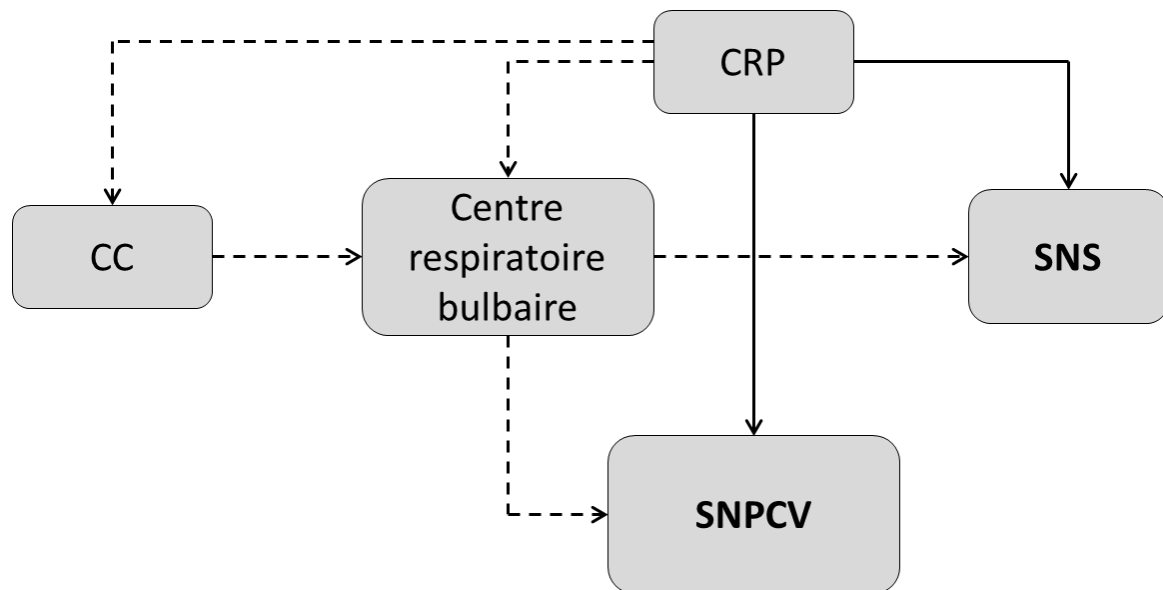 CRP
CC
Centre
respiratoire
bulbaire
SNS
SNPCV